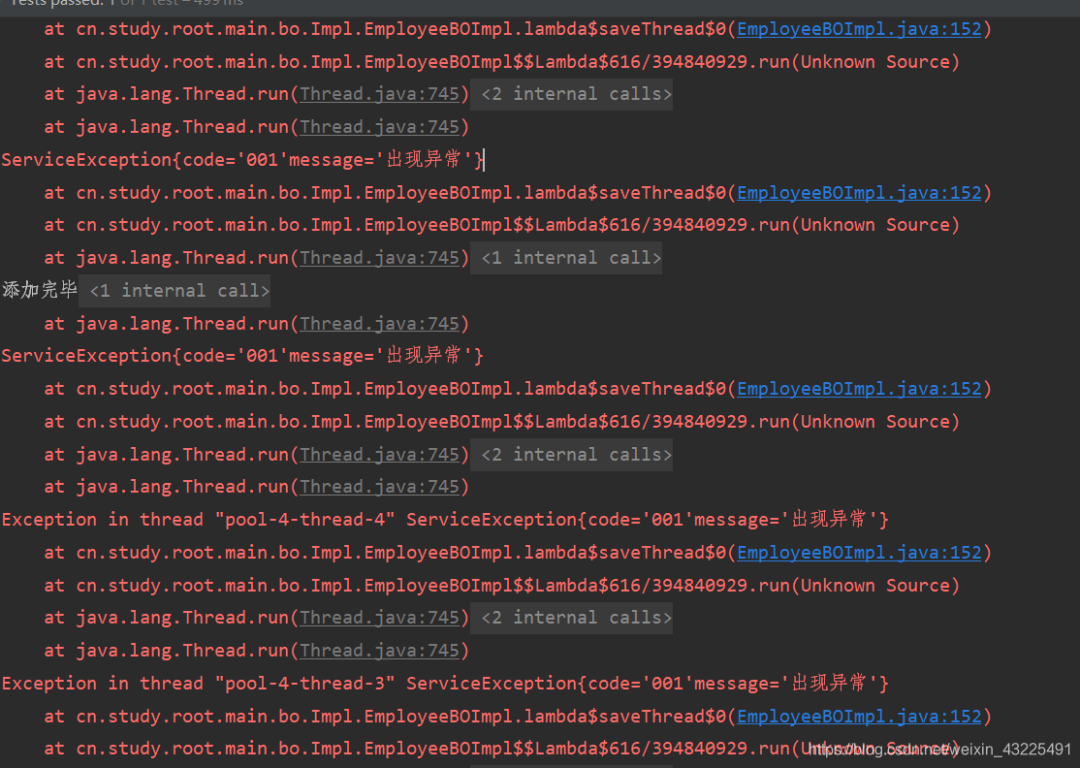 Tests passed: 1 of 1 test – 499 ms
at cn.study.root.main.bo.Impl.EmployeeBOImpl.lambda$saveThread$0(EmployeeBOImpl.java:152)
at cn.study.root.main.bo.Impl.EmployeeBOImpl$$Lambda$616/394840929.run(Unknown Source)
at java.lang.Thread.run(Thread.java:745) <2 internal calls>
at java.lang.Thread.run(Thread.java:745)
ServiceException{code='001'message='出现异常'}
at cn.study.root.main.bo.Impl.EmployeeBOImpl.lambda$saveThread$0(EmployeeBOImpl.java:152)
at cn.study.root.main.bo.Impl.EmployeeBOImpl$$Lambda$616/394840929.run(Unknown Source)
at java.lang.Thread.run(Thread.java:745) <1 internal call>
添加完毕 <1 internal call>
at java.lang.Thread.run(Thread.java:745)
ServiceException{code='001'message='出现异常'}
at cn.study.root.main.bo.Impl.EmployeeBOImpl.lambda$saveThread$0(EmployeeBOImpl.java:152)
at cn.study.root.main.bo.Impl.EmployeeBOImpl$$Lambda$616/394840929.run(Unknown Source)
at java.lang.Thread.run(Thread.java:745) <2 internal calls>
at java.lang.Thread.run(Thread.java:745)
Exception in thread "pool-4-thread-4" ServiceException{code='001'message='出现异常'}
at cn.study.root.main.bo.Impl.EmployeeBOImpl.lambda$saveThread$0(EmployeeBOImpl.java:152)
at cn.study.root.main.bo.Impl.EmployeeBOImpl$$Lambda$616/394840929.run(Unknown Source)
at java.lang.Thread.run(Thread.java:745) <2 internal calls>
at java.lang.Thread.run(Thread.java:745)
Exception in thread "pool-4-thread-3" ServiceException{code='001'message='出现异常'}
at cn.study.root.main.bo.Impl.EmployeeBOImpl.lambda$saveThread$0(EmployeeBOImpl.java:152)
at cn.study.root.main.bo.Impl.EmployeeBOImpl$$Lambda$616/394840929.run(Unknown Source)
https://blog.csdn.net/weixin_43225491